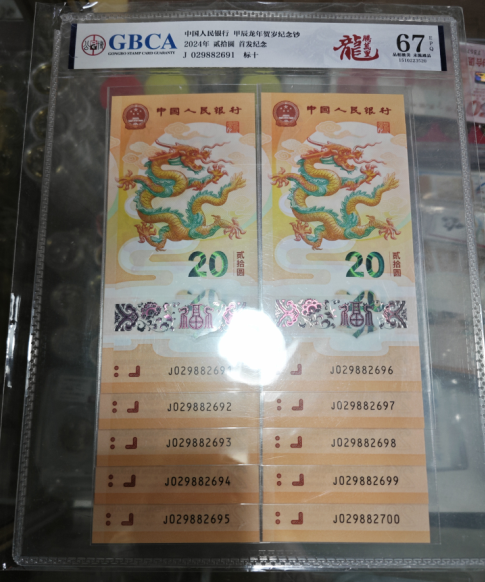 GBCA
中国人民银行 甲辰龙年贺岁纪念钞
2024年 贰拾圆 首发纪念
J 029882691 标十
龍
67 EPQ
中国人民银行
20
贰拾圆
福
J029882691
J029882692
J029882693
J029882694
J029882695
中国人民银行
20
贰拾圆
福
J029882696
J029882697
J029882698
J029882699
J029882700